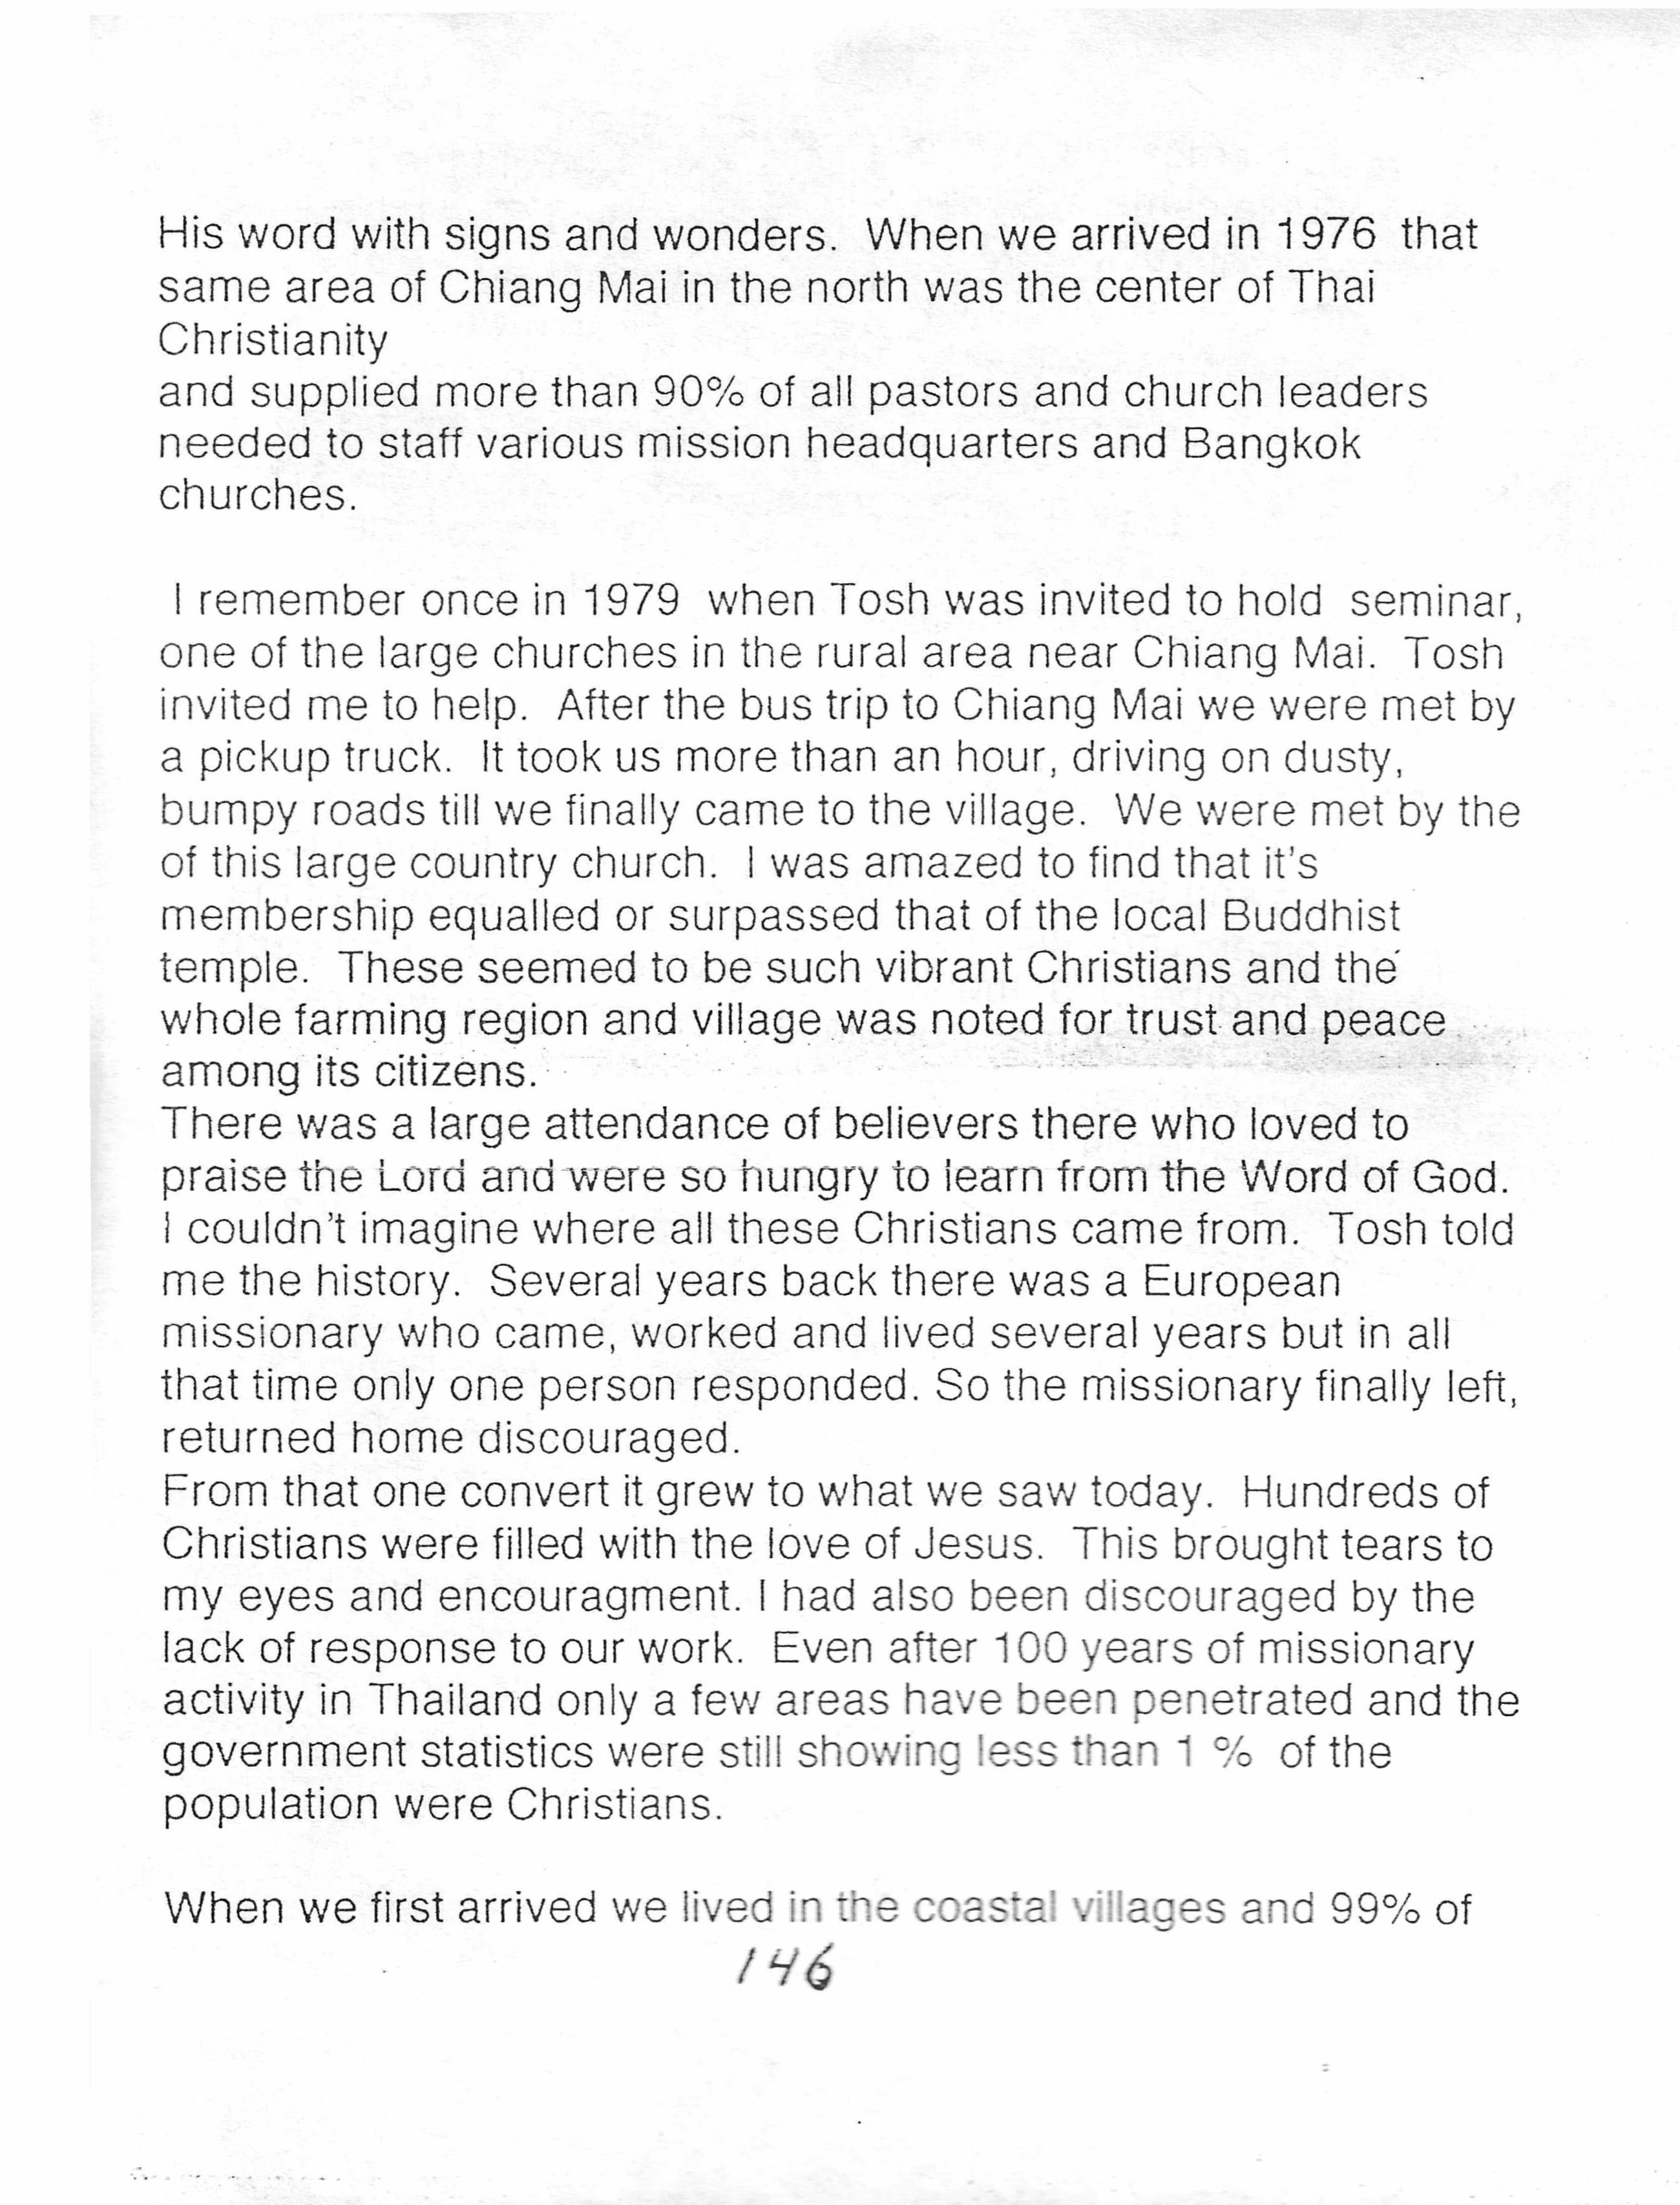 His word with signs and wonders.  When we arrived in 1976  that
same area of Chiang Mai in the north was the center of Thai
Christianity
and supplied more than 90% of all pastors and church leaders
needed to staff various mission headquarters and Bangkok
churches.

I remember once in 1979  when Tosh was invited to hold  seminar,
one of the large churches in the rural area near Chiang Mai.  Tosh
invited me to help.  After the bus trip to Chiang Mai we were met by
a pickup truck.  It took us more than an hour, driving on dusty,
bumpy roads till we finally came to the village.  We were met by the
of this large country church.  I was amazed to find that it's
membership equalled or surpassed that of the local Buddhist
temple.  These seemed to be such vibrant Christians and the
whole farming region and village was noted for trust and peace
among its citizens.
There was a large attendance of believers there who loved to
praise the Lord and were so hungry to learn from the Word of God.
I couldn't imagine where all these Christians came from.  Tosh told
me the history.  Several years back there was a European
missionary who came, worked and lived several years but in all
that time only one person responded. So the missionary finally left,
returned home discouraged.
From that one convert it grew to what we saw today.  Hundreds of
Christians were filled with the love of Jesus.  This brought tears to
my eyes and encouragment. I had also been discouraged by the
lack of response to our work.  Even after 100 years of missionary
activity in Thailand only a few areas have been penetrated and the
government statistics were still showing less than 1 %  of the
population were Christians.

When we first arrived we lived in the coastal villages and 99% of
146